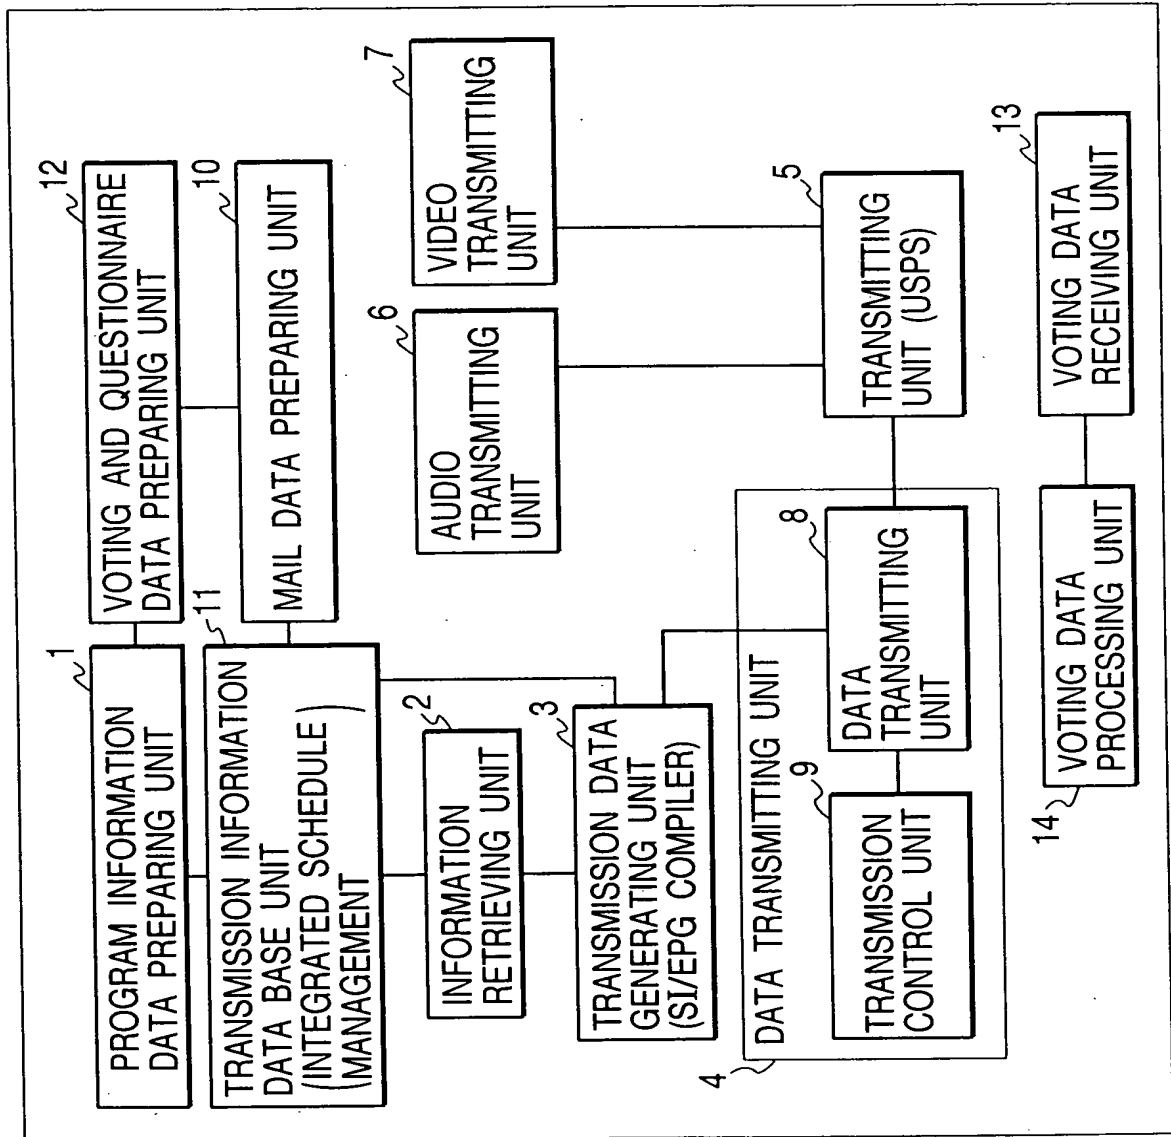 1
PROGRAM INFORMATION
DATA PREPARING UNIT
12
VOTING AND QUESTIONNAIRE
DATA PREPARING UNIT
11
TRANSMISSION INFORMATION
DATA BASE UNIT
(INTEGRATED SCHEDULE)
(MANAGEMENT
10
MAIL DATA PREPARING UNIT
2
INFORMATION
RETRIEVING UNIT
6
AUDIO
TRANSMITTING
UNIT
7
VIDEO
TRANSMITTING
UNIT
3
TRANSMISSION DATA
GENERATING UNIT
(SI/EPG COMPILER)
4
DATA TRANSMITTING UNIT
9
TRANSMISSION
CONTROL UNIT
8
DATA
TRANSMITTING
UNIT
5
TRANSMITTING
UNIT (USPS)
14
VOTING DATA
PROCESSING UNIT
13
VOTING DATA
RECEIVING UNIT